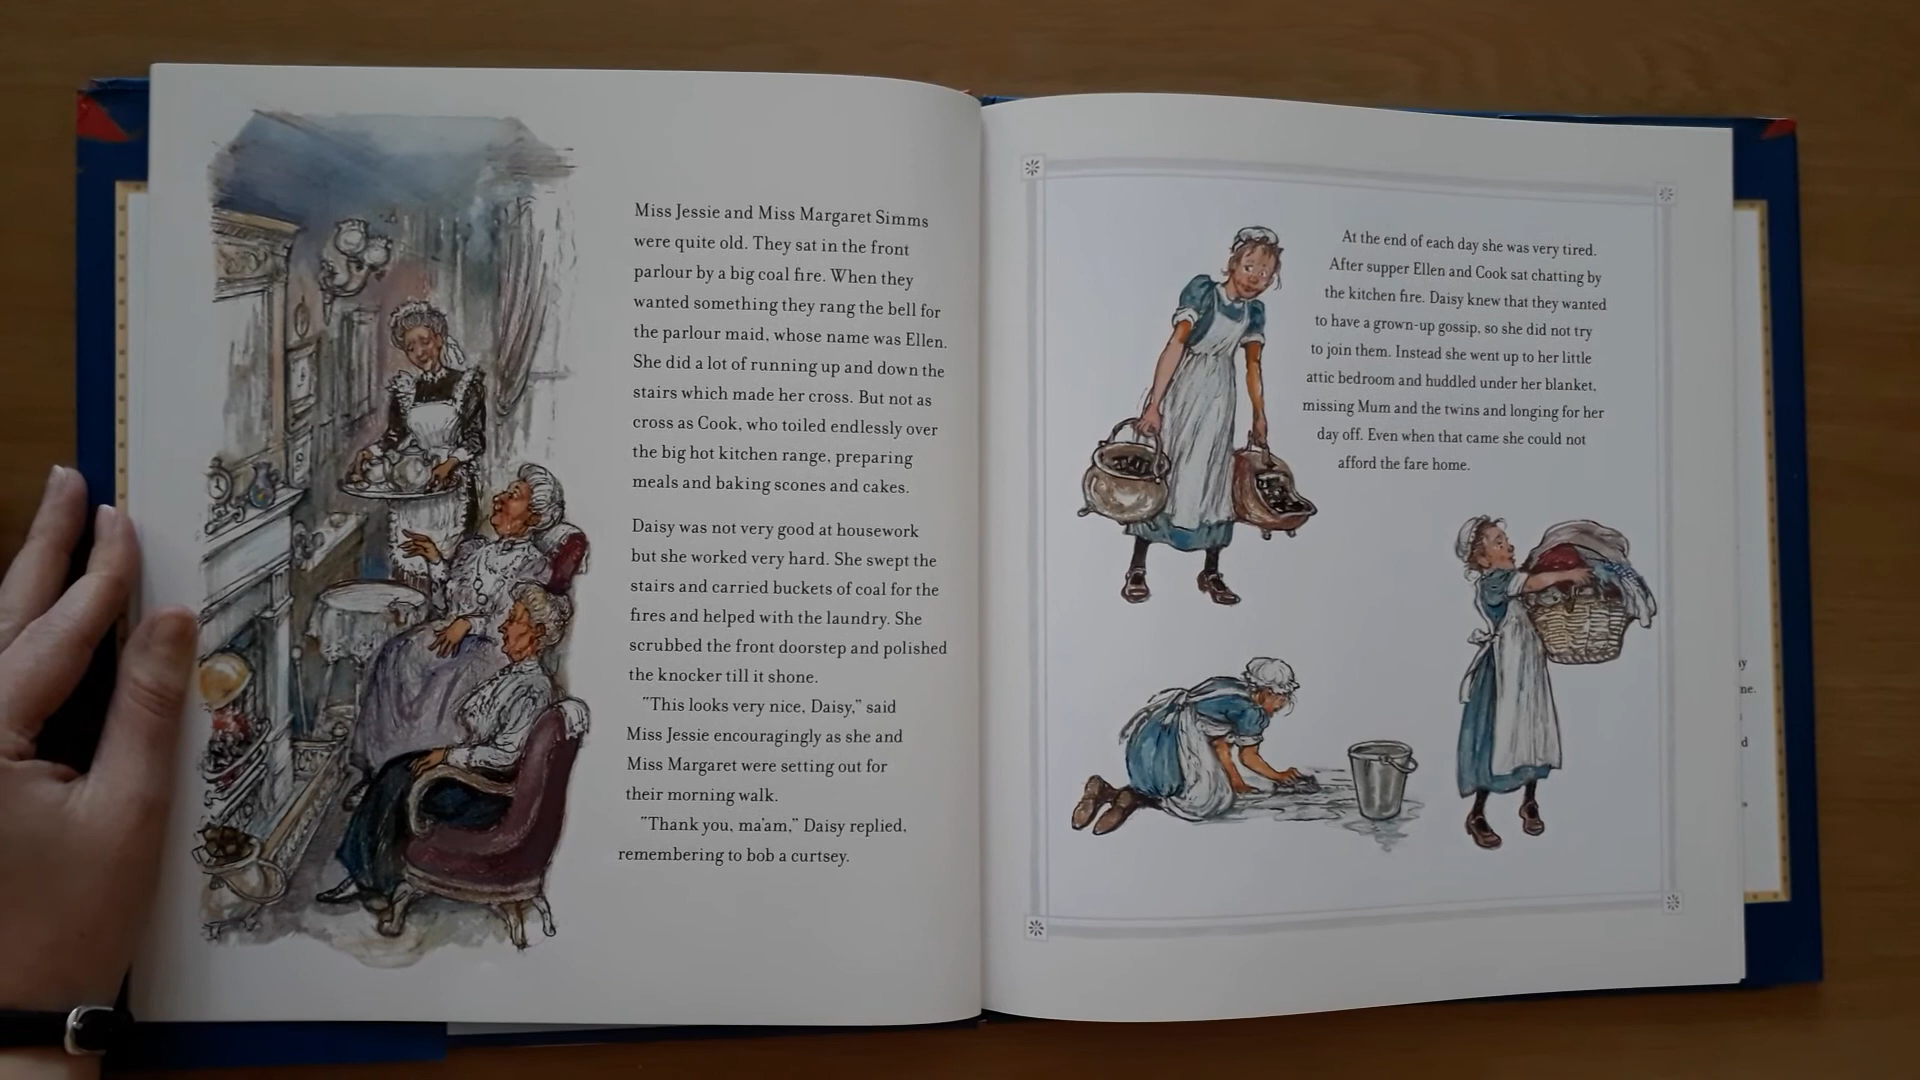 Miss Jessie and Miss Margaret Simms
were quite old. They sat in the front
parlour by a big coal fire. When they
wanted something they rang the bell for
the parlour maid, whose name was Ellen.
She did a lot of running up and down the
stairs which made her cross. But not as
cross as Cook, who toiled endlessly over
the big hot kitchen range, preparing
meals and baking scones and cakes.
Daisy was not very good at housework
but she worked very hard. She swept the
stairs and carried buckets of coal for the
fires and helped with the laundry. She
scrubbed the front doorstep and polished
the knocker till it shone.
"This looks very nice, Daisy," said
Miss Jessie encouragingly as she and
Miss Margaret were setting out for
their morning walk.
"Thank you, ma'am," Daisy replied,
remembering to bob a curtsey.
At the end of each day she was very tired.
After supper Ellen and Cook sat chatting by
the kitchen fire. Daisy knew that they wanted
to have a grown-up gossip, so she did not try
to join them. Instead she went up to her little
attic bedroom and huddled under her blanket,
missing Mum and the twins and longing for her
day off. Even when that came she could not
afford the fare home.